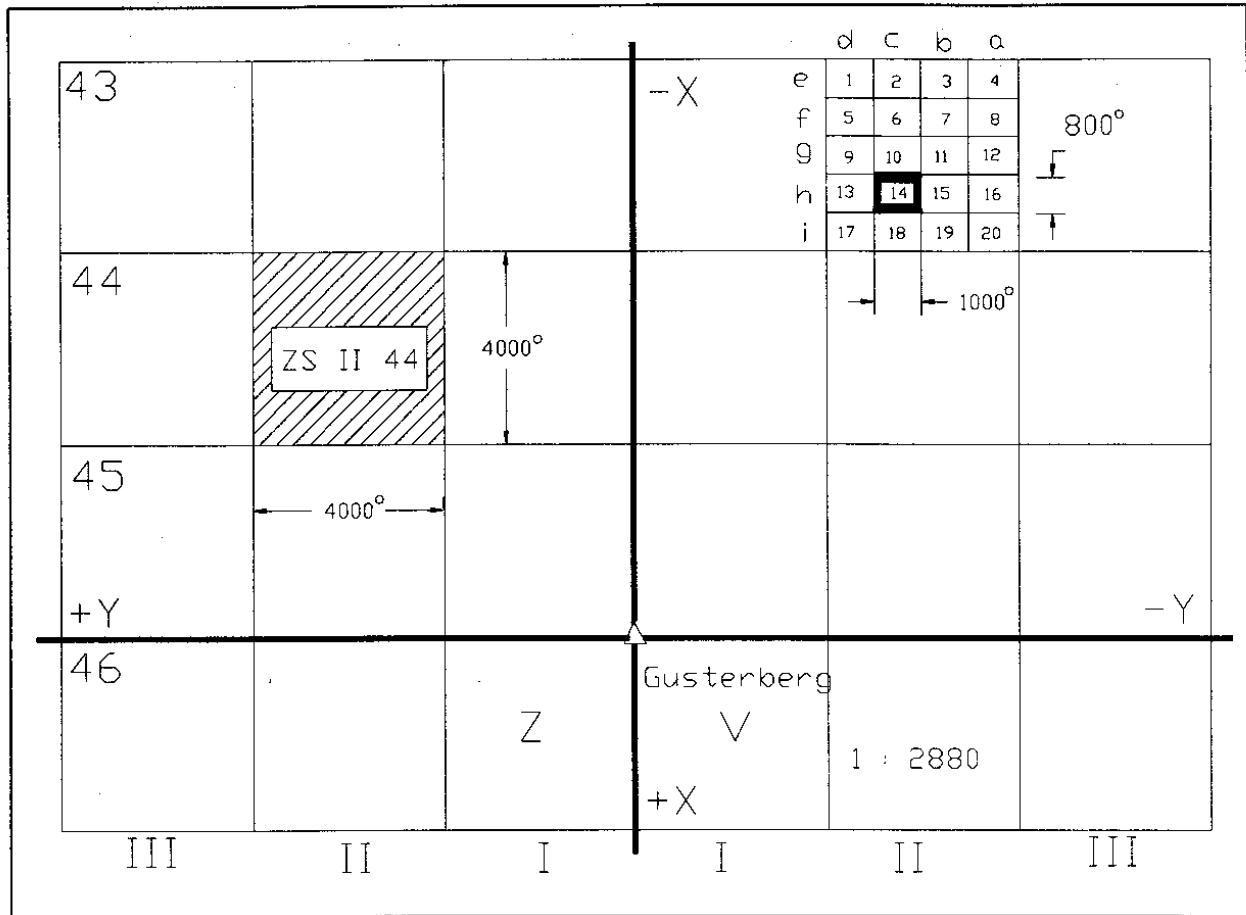 d c b a
43
-X
e 1 2 3 4
f 5 6 7 8
800°
g 9 10 11 12
h 13 14 15 16
i 17 18 19 20
44
1000°
ZS II 44
4000°
45
4000°
+Y
-Y
46
Gusterberg
Z
V
1 : 2880
+X
III II I I II III